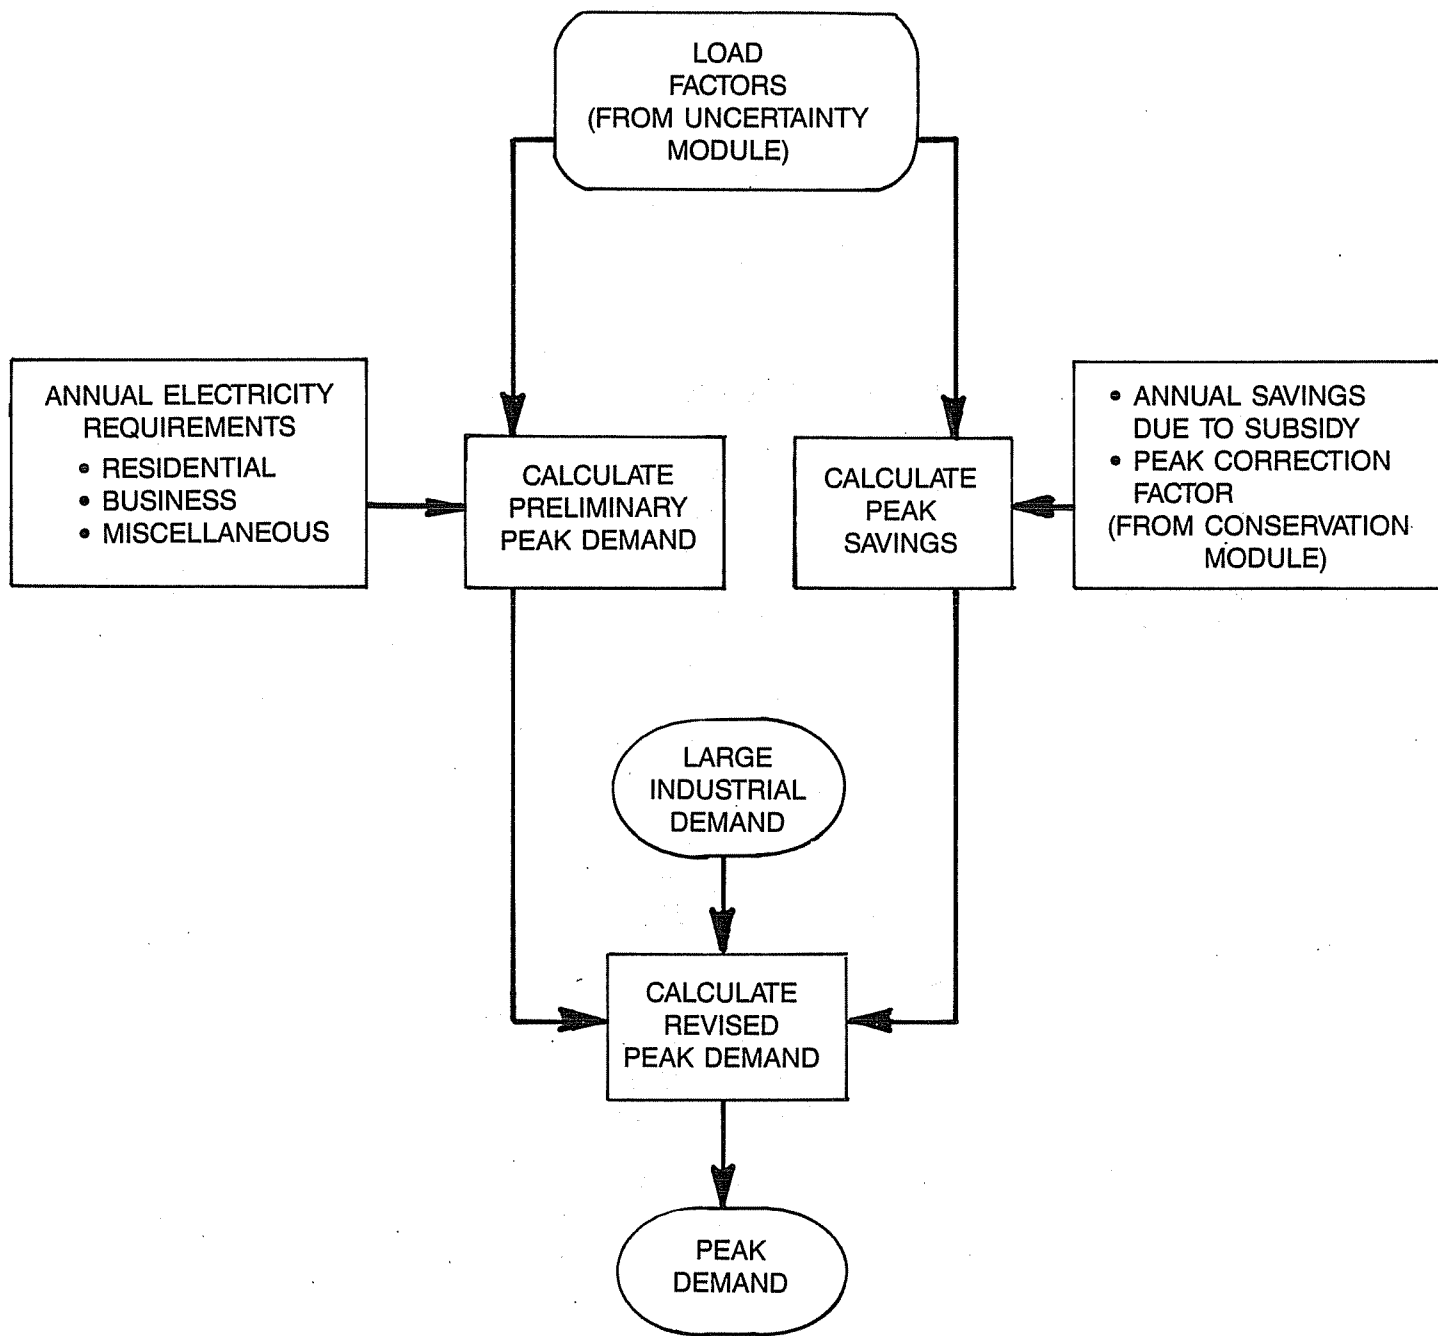 LOAD
FACTORS
(FROM UNCERTAINTY
MODULE)
ANNUAL ELECTRICITY
REQUIREMENTS
• RESIDENTIAL
• BUSINESS
• MISCELLANEOUS
CALCULATE
PRELIMINARY
PEAK DEMAND
CALCULATE
PEAK
SAVINGS
• ANNUAL SAVINGS
DUE TO SUBSIDY
• PEAK CORRECTION
FACTOR
(FROM CONSERVATION
MODULE)
LARGE
INDUSTRIAL
DEMAND
CALCULATE
REVISED
PEAK DEMAND
PEAK
DEMAND